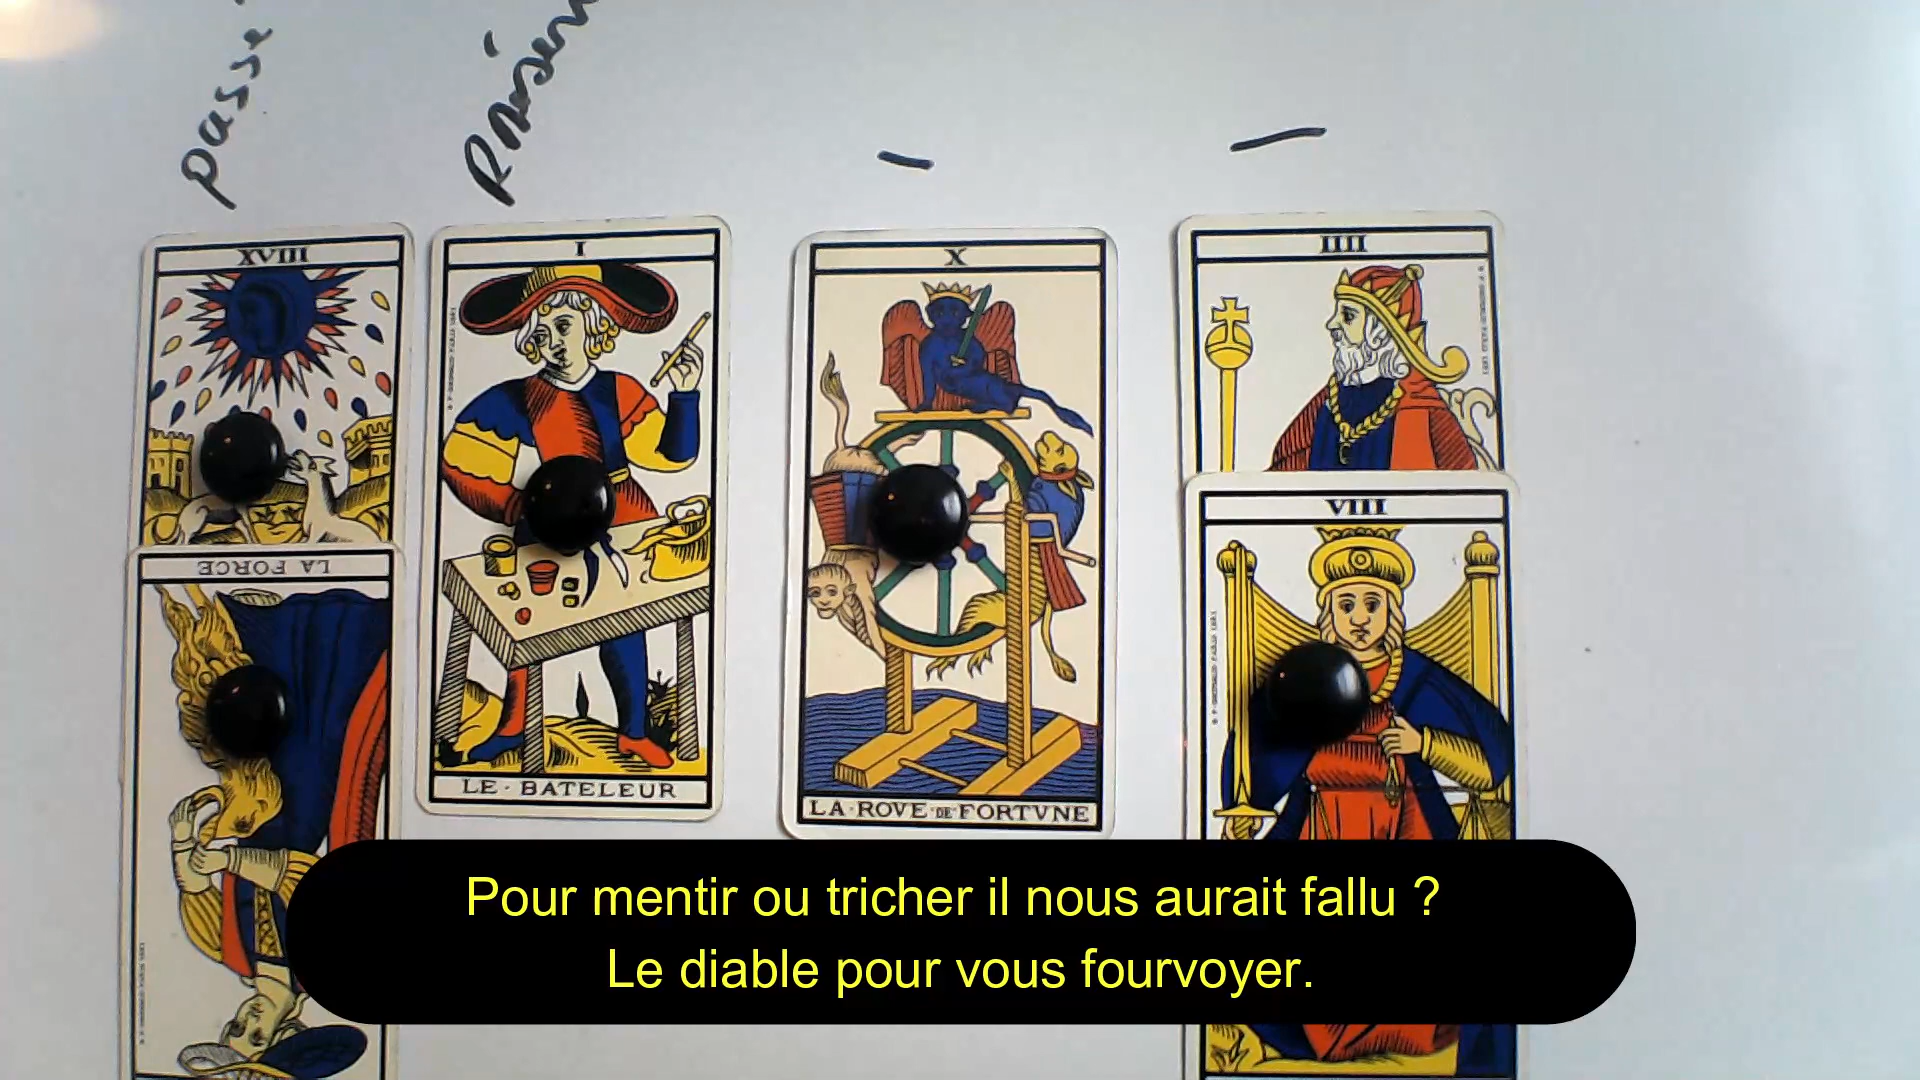 passé
Présen
XVIII
I
X
IIII
LA FORCE
VIII
LE · BATELEUR
LA · ROVE DE FORTVNE
Pour mentir ou tricher il nous aurait fallu ?
Le diable pour vous fourvoyer.